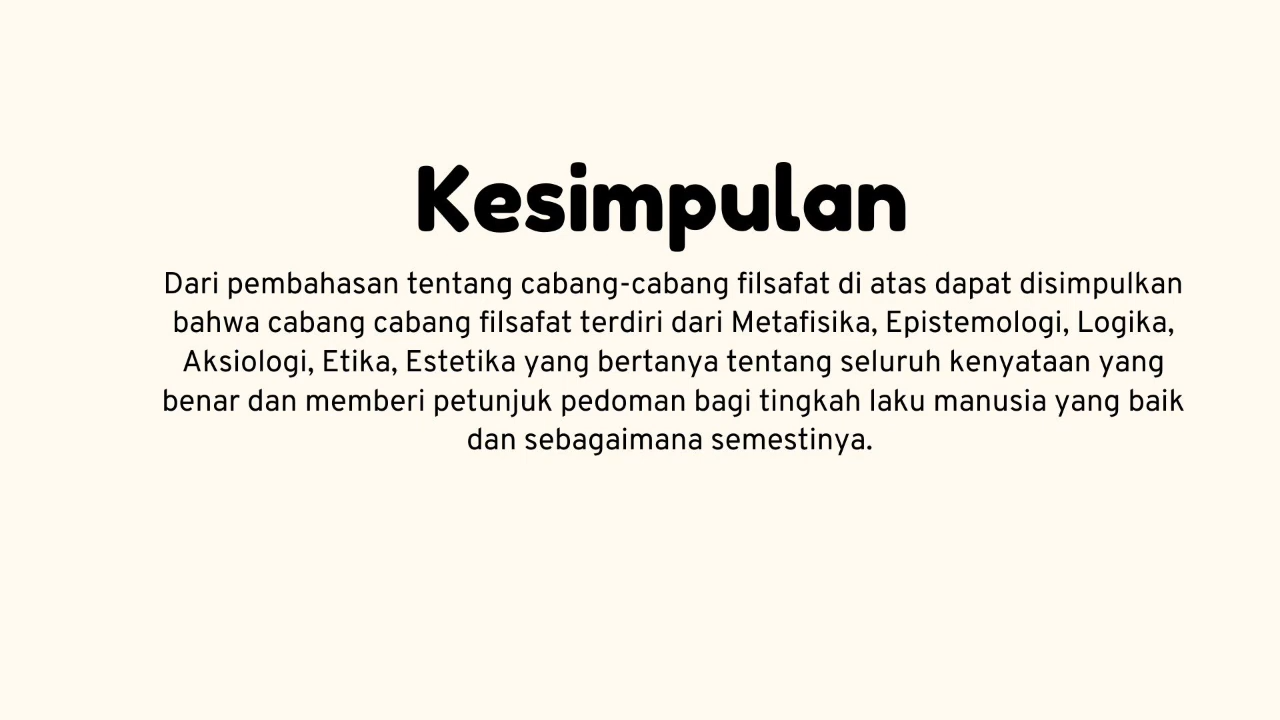 Kesimpulan
Dari pembahasan tentang cabang-cabang filsafat di atas dapat disimpulkan
bahwa cabang cabang filsafat terdiri dari Metafisika, Epistemologi, Logika,
Aksiologi, Etika, Estetika yang bertanya tentang seluruh kenyataan yang
benar dan memberi petunjuk pedoman bagi tingkah laku manusia yang baik
dan sebagaimana semestinya.